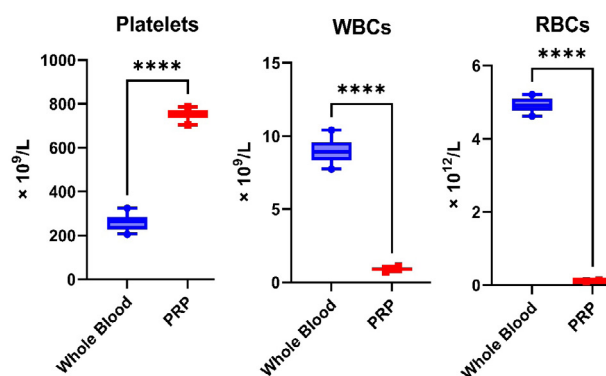 Platelets
× 10⁹/L
1000
800
600
400
200
0
****
Whole Blood
PRP
WBCs
× 10⁹/L
15
10
5
0
****
Whole Blood
PRP
RBCs
× 10¹²/L
6
4
2
0
****
Whole Blood
PRP